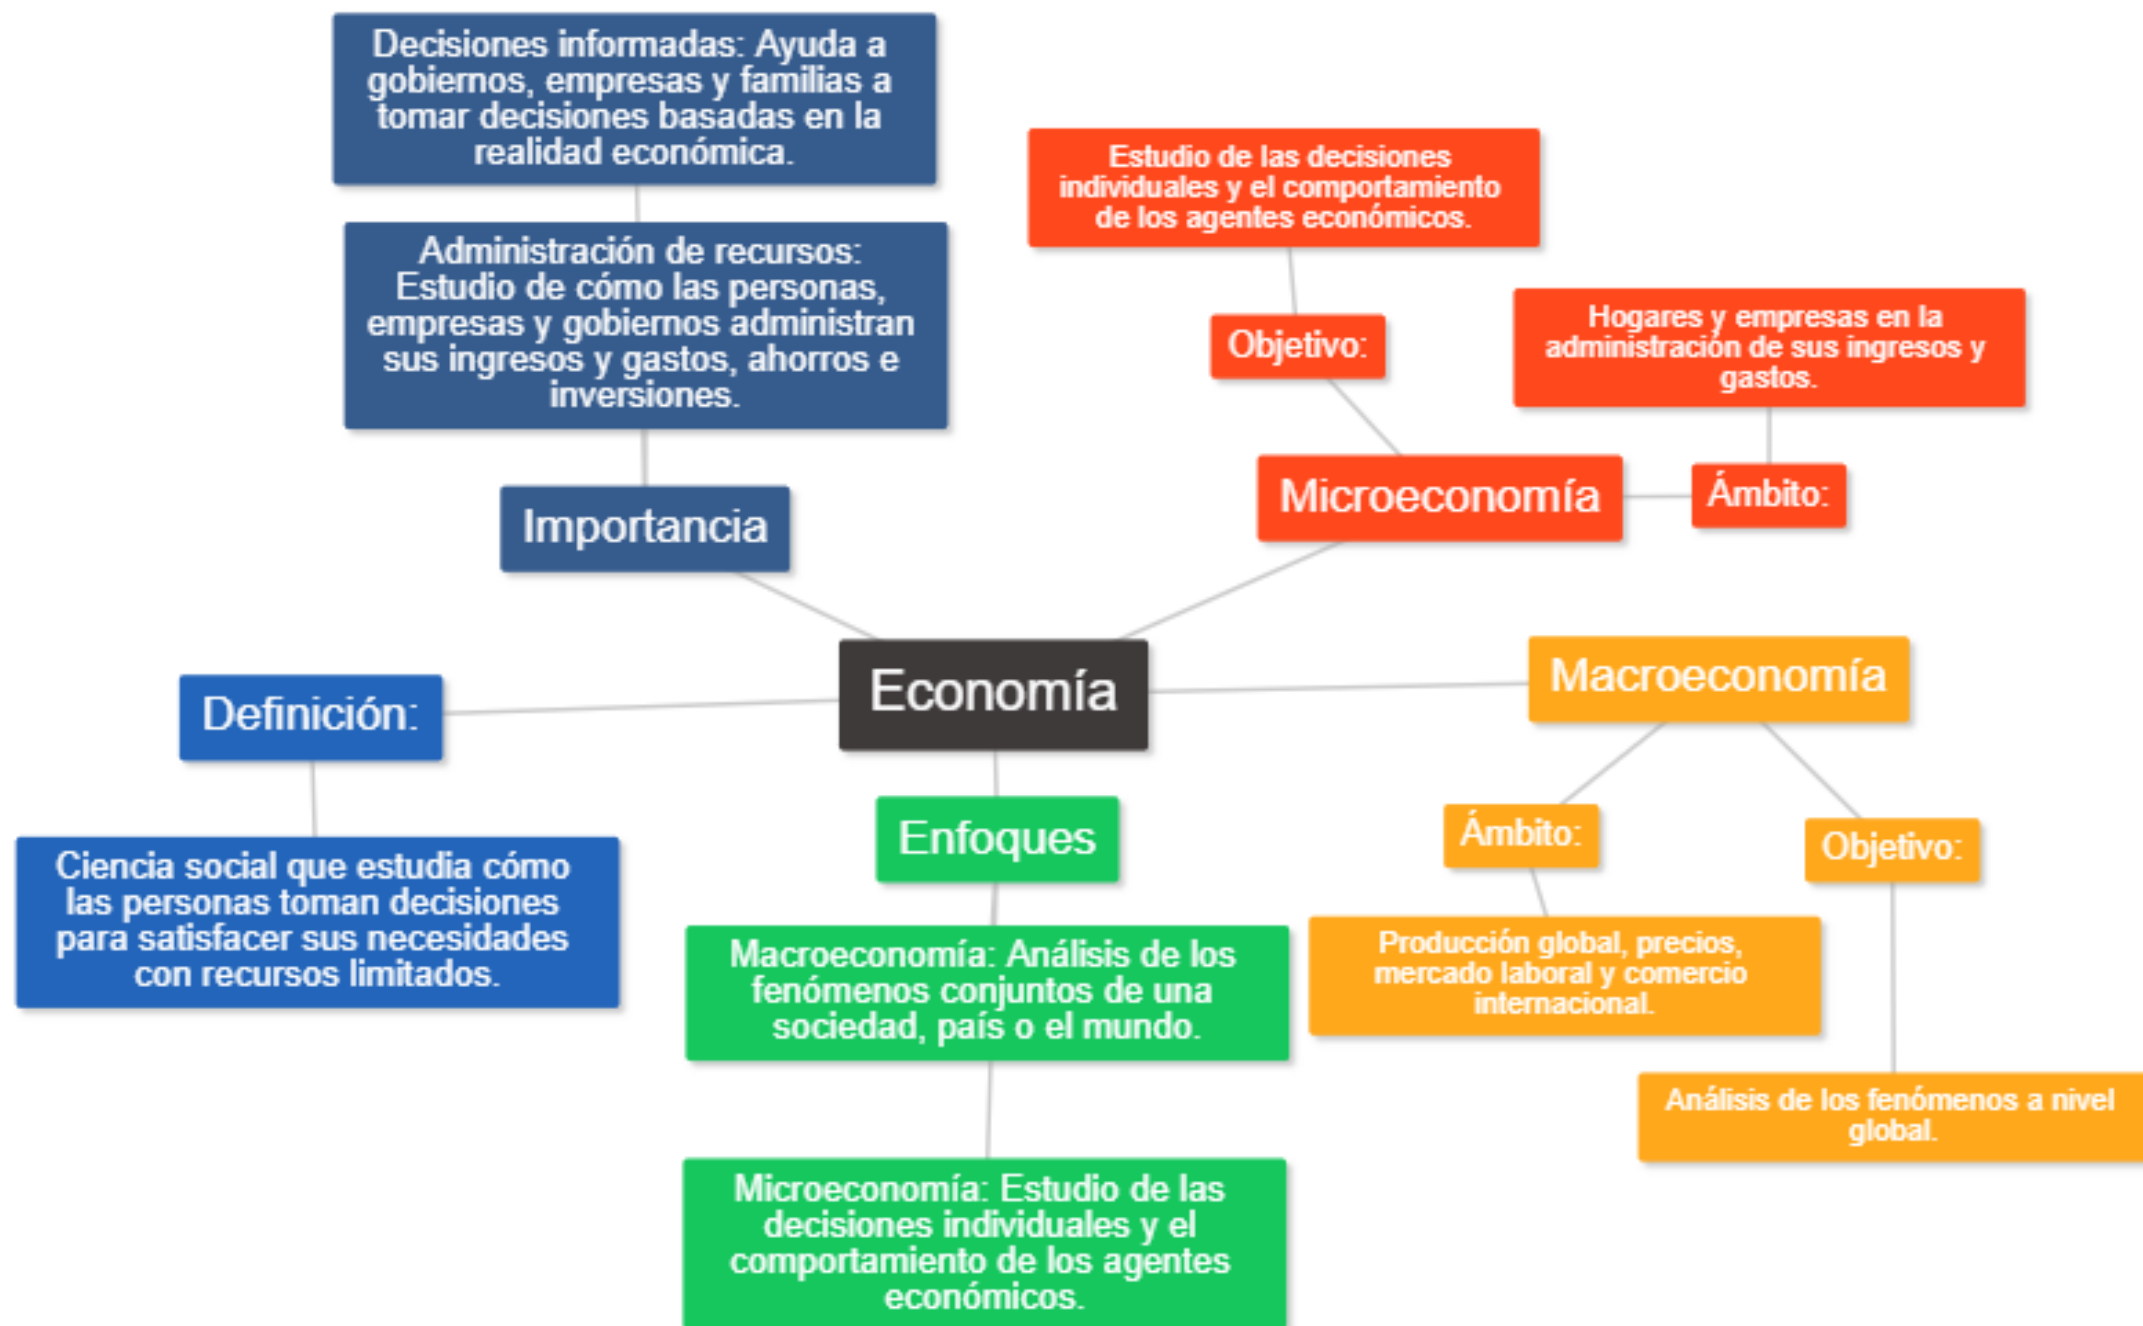 Decisiones informadas: Ayuda a
gobiernos, empresas y familias a
tomar decisiones basadas en la
realidad económica.
Administración de recursos:
Estudio de cómo las personas,
empresas y gobiernos administran
sus ingresos y gastos, ahorros e
inversiones.
Importancia
Estudio de las decisiones
individuales y el comportamiento
de los agentes económicos.
Objetivo:
Hogares y empresas en la
administración de sus ingresos y
gastos.
Microeconomía
Ámbito:
Economía
Macroeconomía
Ámbito:
Objetivo:
Producción global, precios,
mercado laboral y comercio
internacional.
Análisis de los fenómenos a nivel
global.
Definición:
Ciencia social que estudia cómo
las personas toman decisiones
para satisfacer sus necesidades
con recursos limitados.
Enfoques
Macroeconomía: Análisis de los
fenómenos conjuntos de una
sociedad, país o el mundo.
Microeconomía: Estudio de las
decisiones individuales y el
comportamiento de los agentes
económicos.